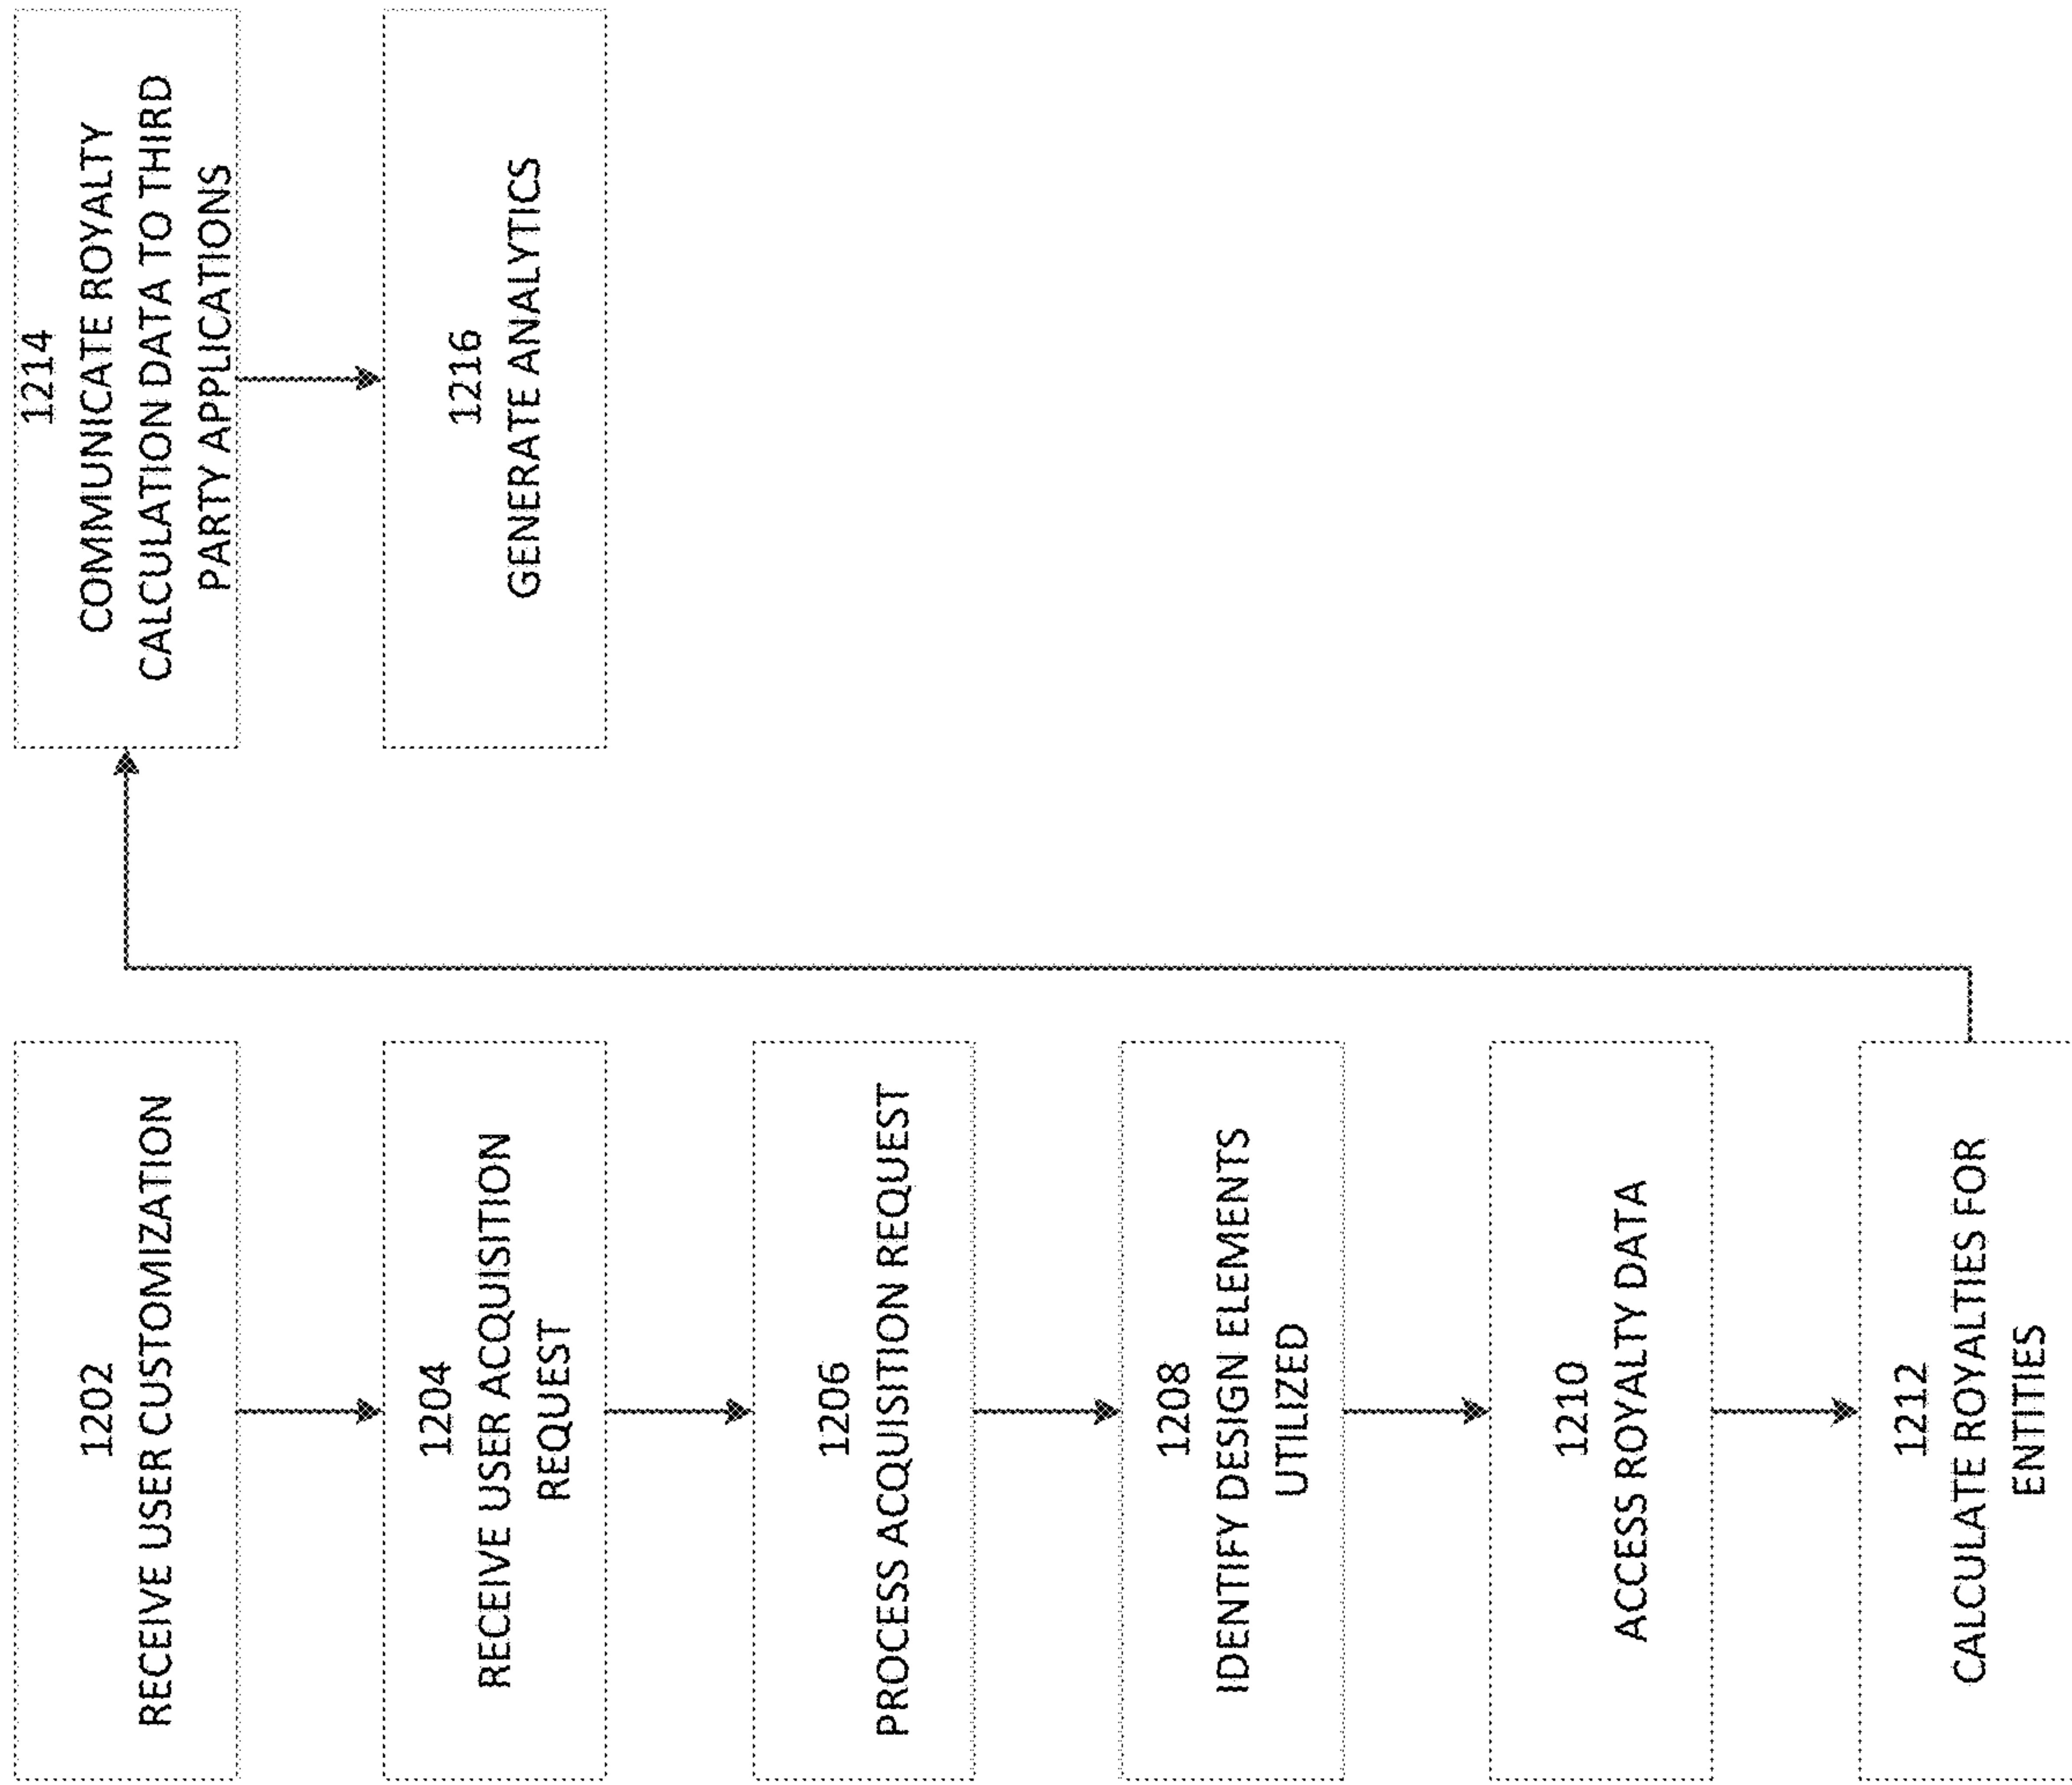 1202
RECEIVE USER CUSTOMIZATION
1204
RECEIVE USER ACQUISITION
REQUEST
1206
PROCESS ACQUISITION REQUEST
1208
IDENTIFY DESIGN ELEMENTS
UTILIZED
1210
ACCESS ROYALTY DATA
1212
CALCULATE ROYALTIES FOR
ENTITIES
1214
COMMUNICATE ROYALTY
CALCULATION DATA TO THIRD
PARTY APPLICATIONS
1216
GENERATE ANALYTICS